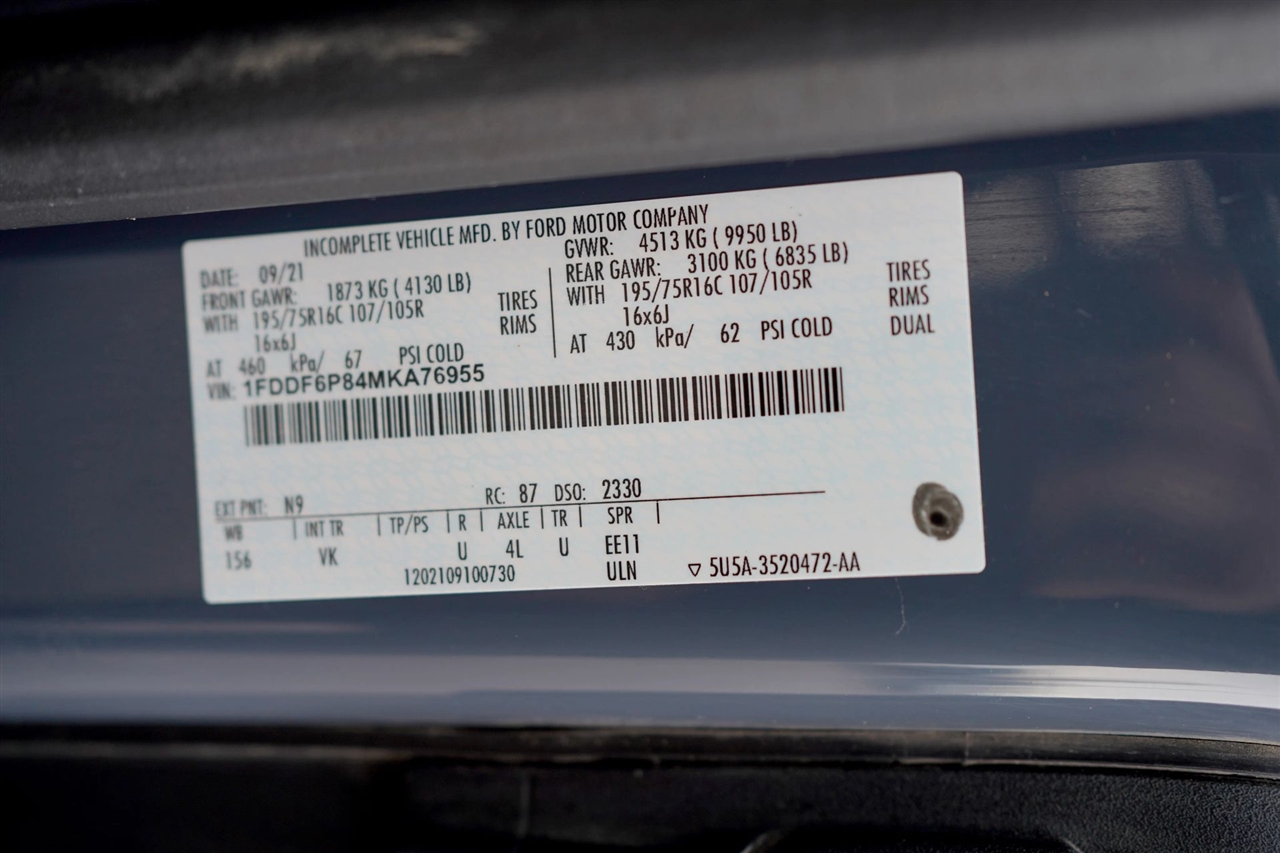 INCOMPLETE VEHICLE MFD. BY FORD MOTOR COMPANY
DATE: 09/21
FRONT GAWR: 1873 KG ( 4130 LB)
WITH 195/75R16C 107/105R TIRES
16x6J RIMS
AT 460 kPa/ 67 PSI COLD
GVWR: 4513 KG ( 9950 LB)
REAR GAWR: 3100 KG ( 6835 LB)
WITH 195/75R16C 107/105R TIRES
16x6J RIMS
AT 430 kPa/ 62 PSI COLD DUAL
VIN: 1FDDF6P84MKA76955
EXT PNT: N9 RC: 87 DSO: 2330
WB | INT TR | TP/PS | R | AXLE | TR | SPR |
156 VK U 4L U EE11
1202109100730 ULN ▽ 5U5A-3520472-AA